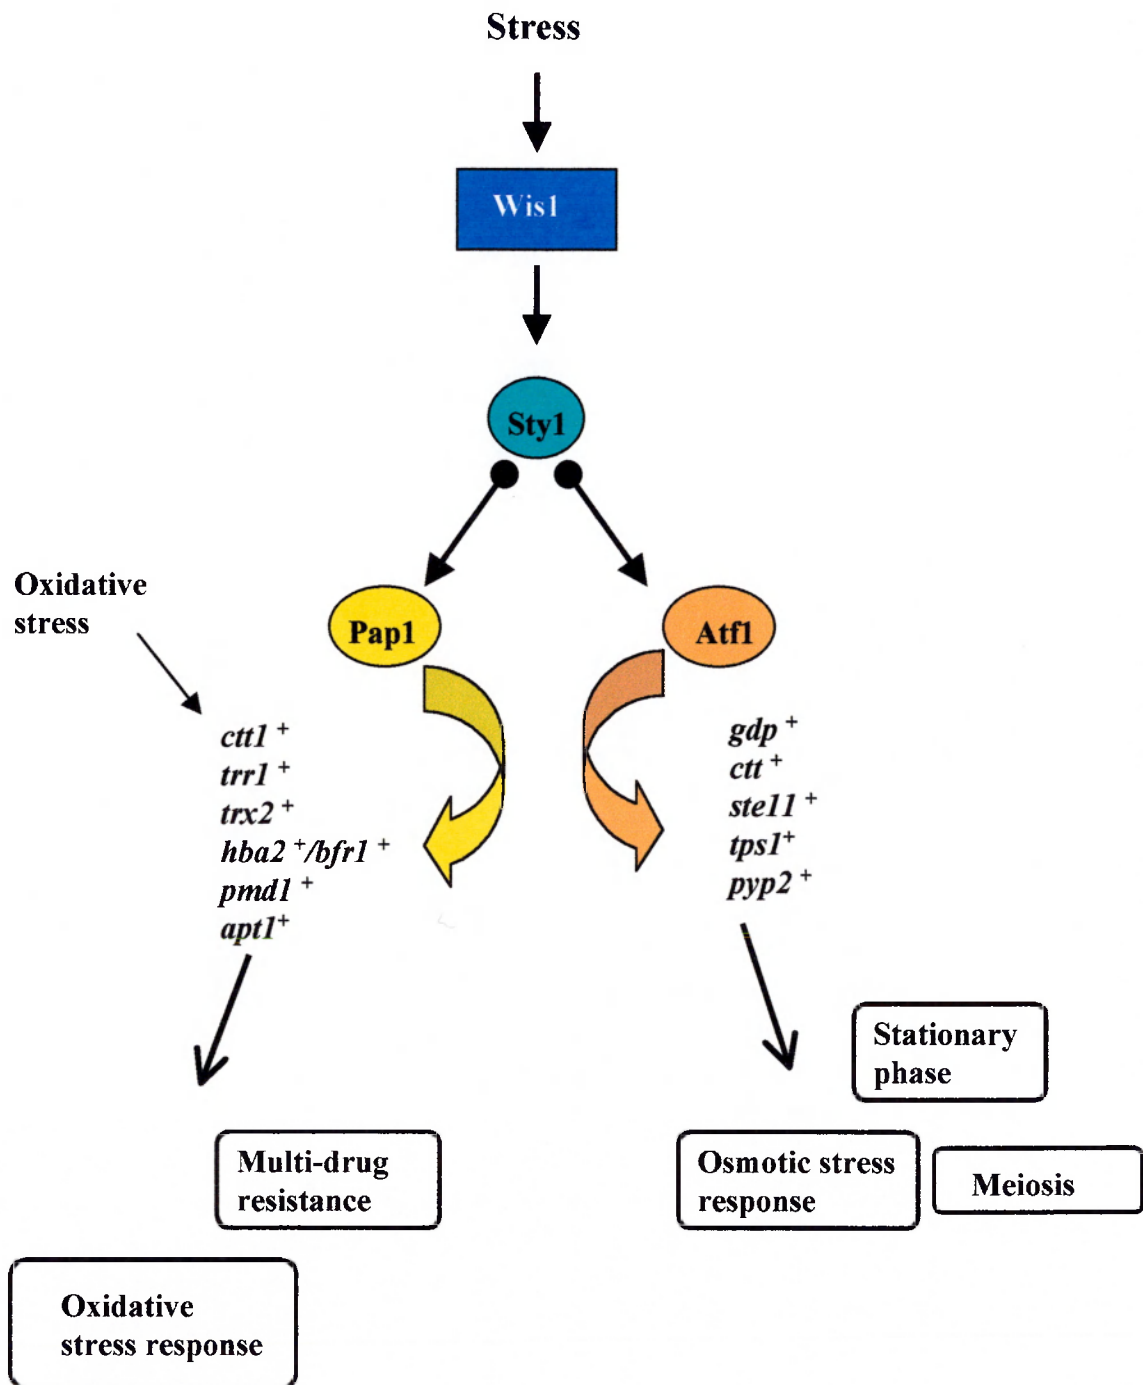 Stress
Wis1
Sty1
Oxidative
stress
Pap1
Atf1
ctt1 +
trr1 +
trx2 +
hba2 +/bfr1 +
pmd1 +
apt1+
gdp +
ctt +
ste11 +
tps1+
pyp2 +
Stationary
phase
Multi-drug
resistance
Osmotic stress
response
Meiosis
Oxidative
stress response